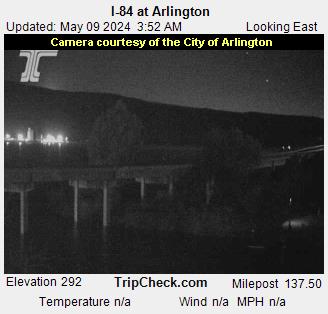 I-84 at Arlington
Updated: May 09 2024 3:52 AM Looking East
Camera courtesy of the City of Arlington
Elevation 292 TripCheck.com Milepost 137.50
Temperature n/a Wind n/a MPH n/a